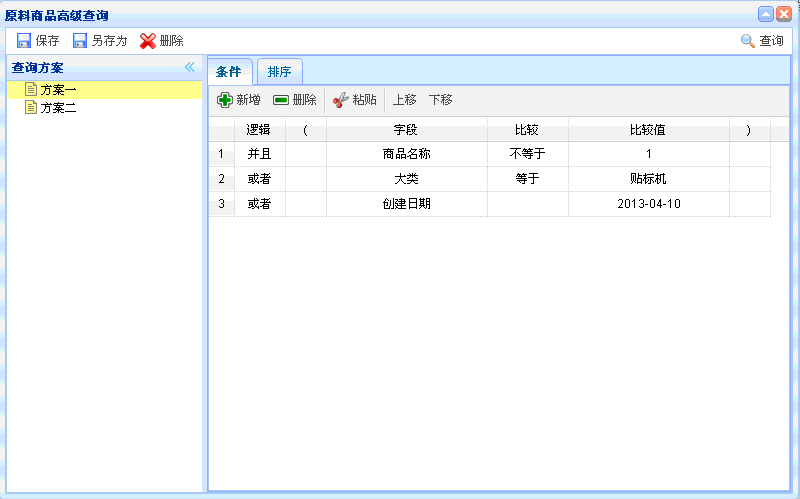 原料商品高级查询
保存 另存为 删除 查询
查询方案
方案一
方案二
条件 排序
新增 删除 粘贴 上移 下移
逻辑 ( 字段 比较 比较值 )
1 并且 商品名称 不等于 1
2 或者 大类 等于 贴标机
3 或者 创建日期 2013-04-10